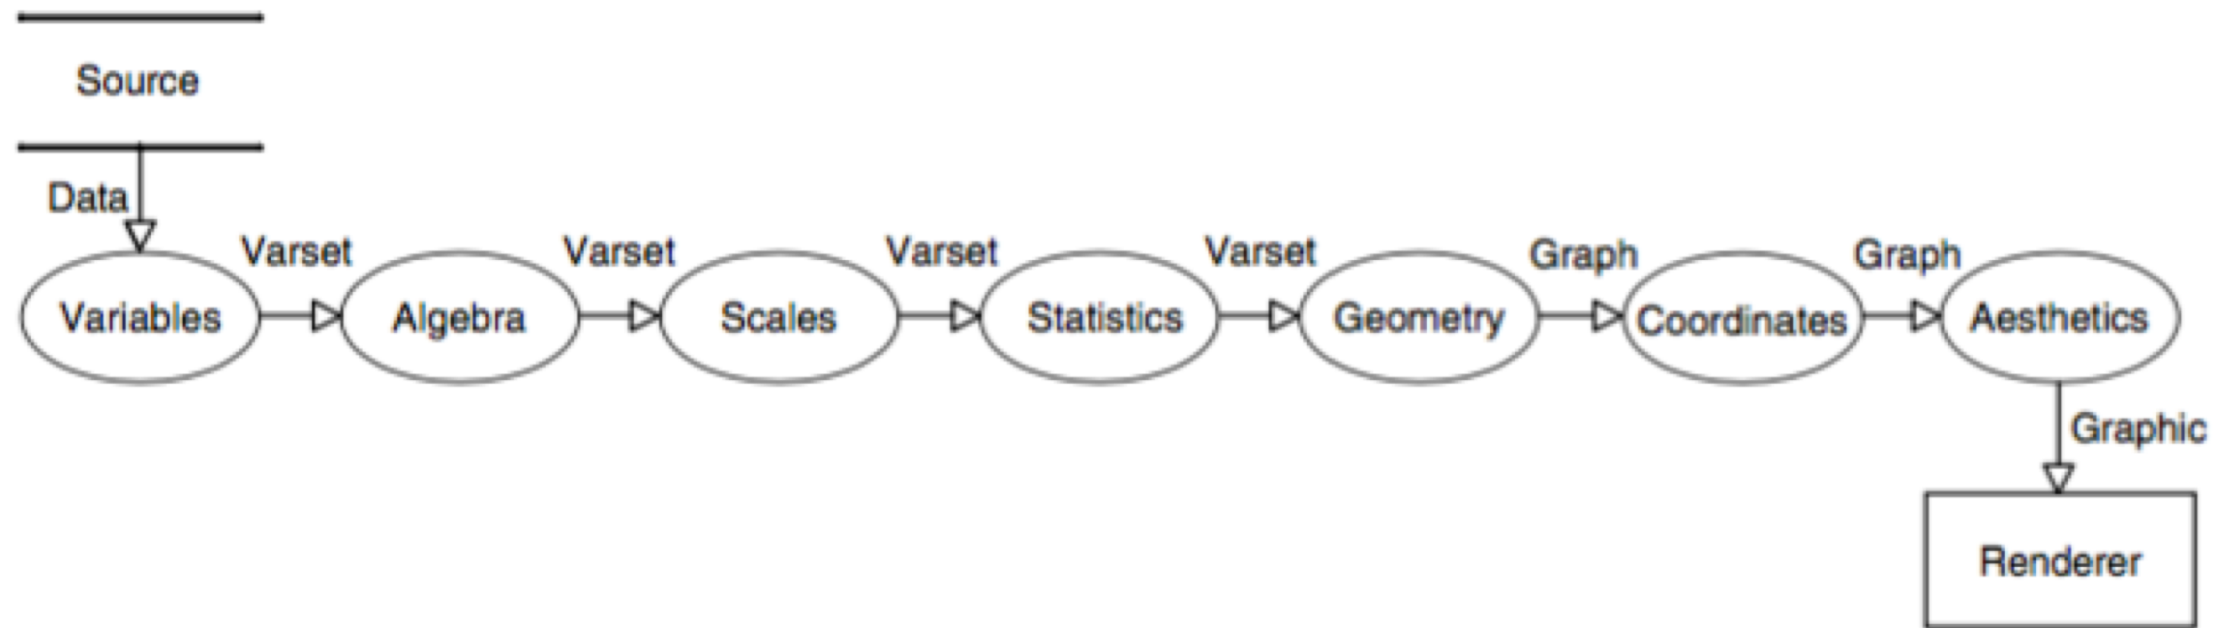 Source
Data
Varset
Varset
Varset
Varset
Graph
Graph
Variables
Algebra
Scales
Statistics
Geometry
Coordinates
Aesthetics
Graphic
Renderer